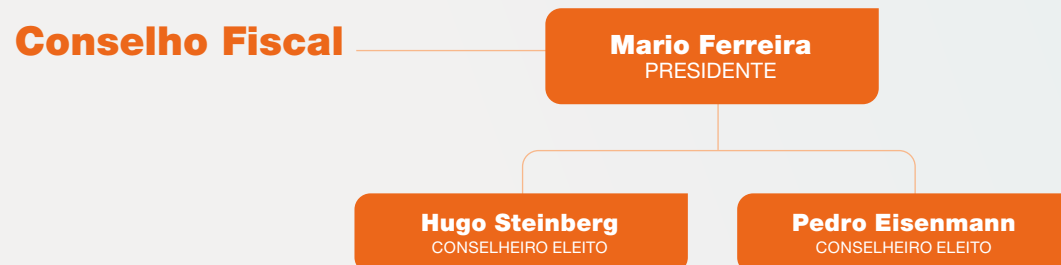 Conselho Fiscal
Mario Ferreira
PRESIDENTE
Hugo Steinberg
CONSELHEIRO ELEITO
Pedro Eisenmann
CONSELHEIRO ELEITO